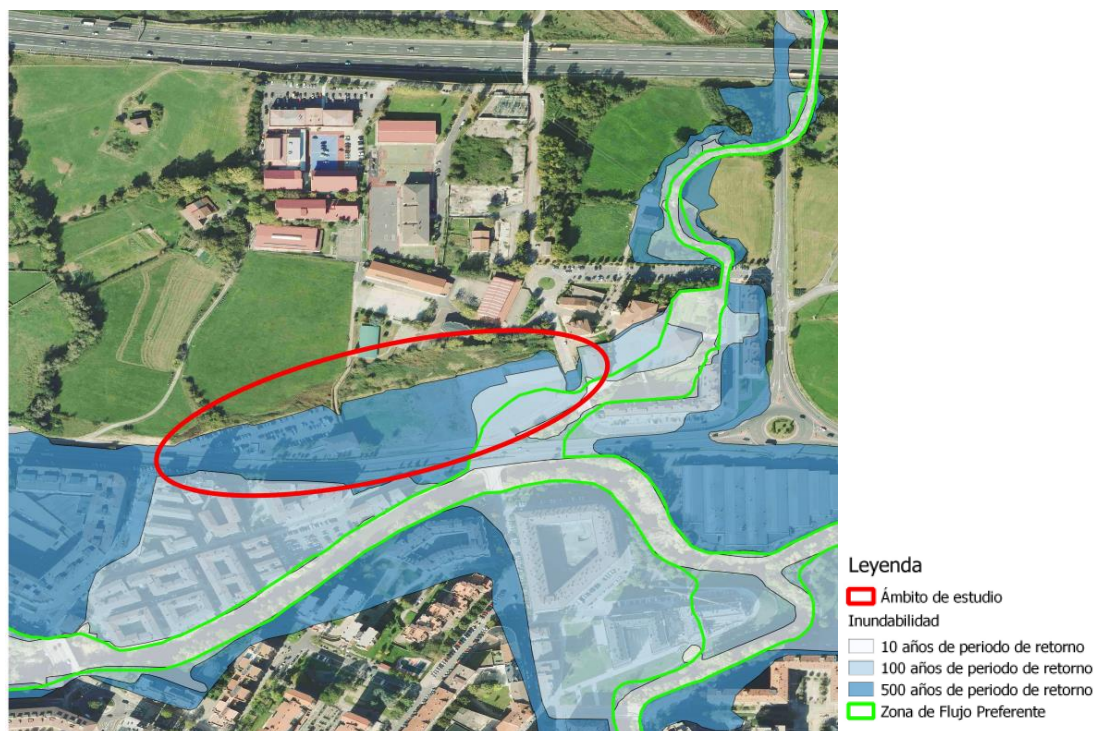 Leyenda
Ámbito de estudio
Inundabilidad
10 años de periodo de retorno
100 años de periodo de retorno
500 años de periodo de retorno
Zona de Flujo Preferente